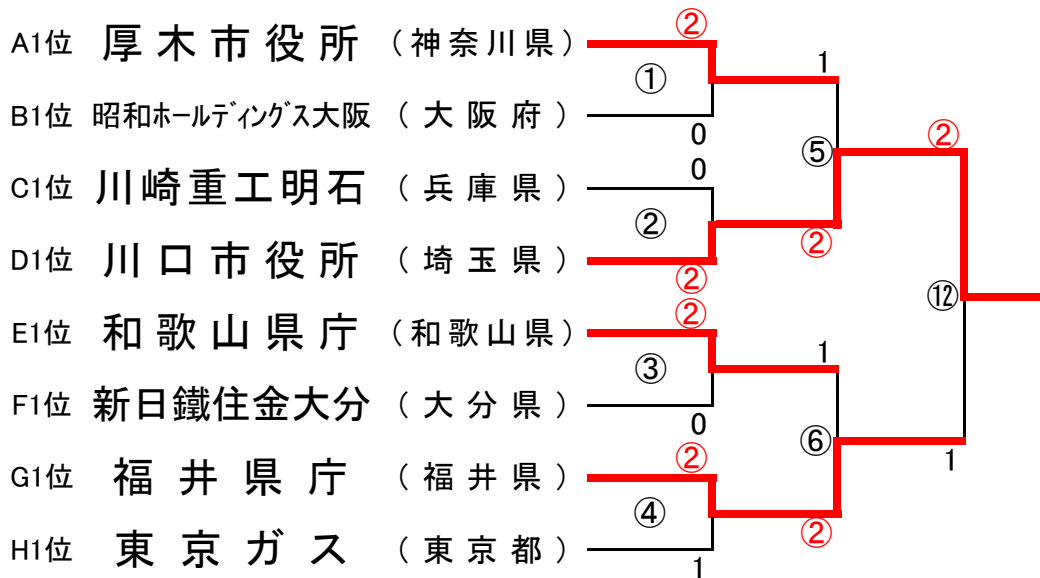 ②
A1位 厚木市役所 (神奈川県)
1
①
B1位 昭和ホールディングス大阪 (大阪府)
0
②
⑤
0
C1位 川崎重工明石 (兵庫県)
②
②
D1位 川口市役所 (埼玉県)
②
⑫
②
E1位 和歌山県庁 (和歌山県)
1
③
F1位 新日鐵住金大分 (大分県)
0
⑥
1
②
G1位 福井県庁 (福井県)
④
②
H1位 東京ガス (東京都)
1